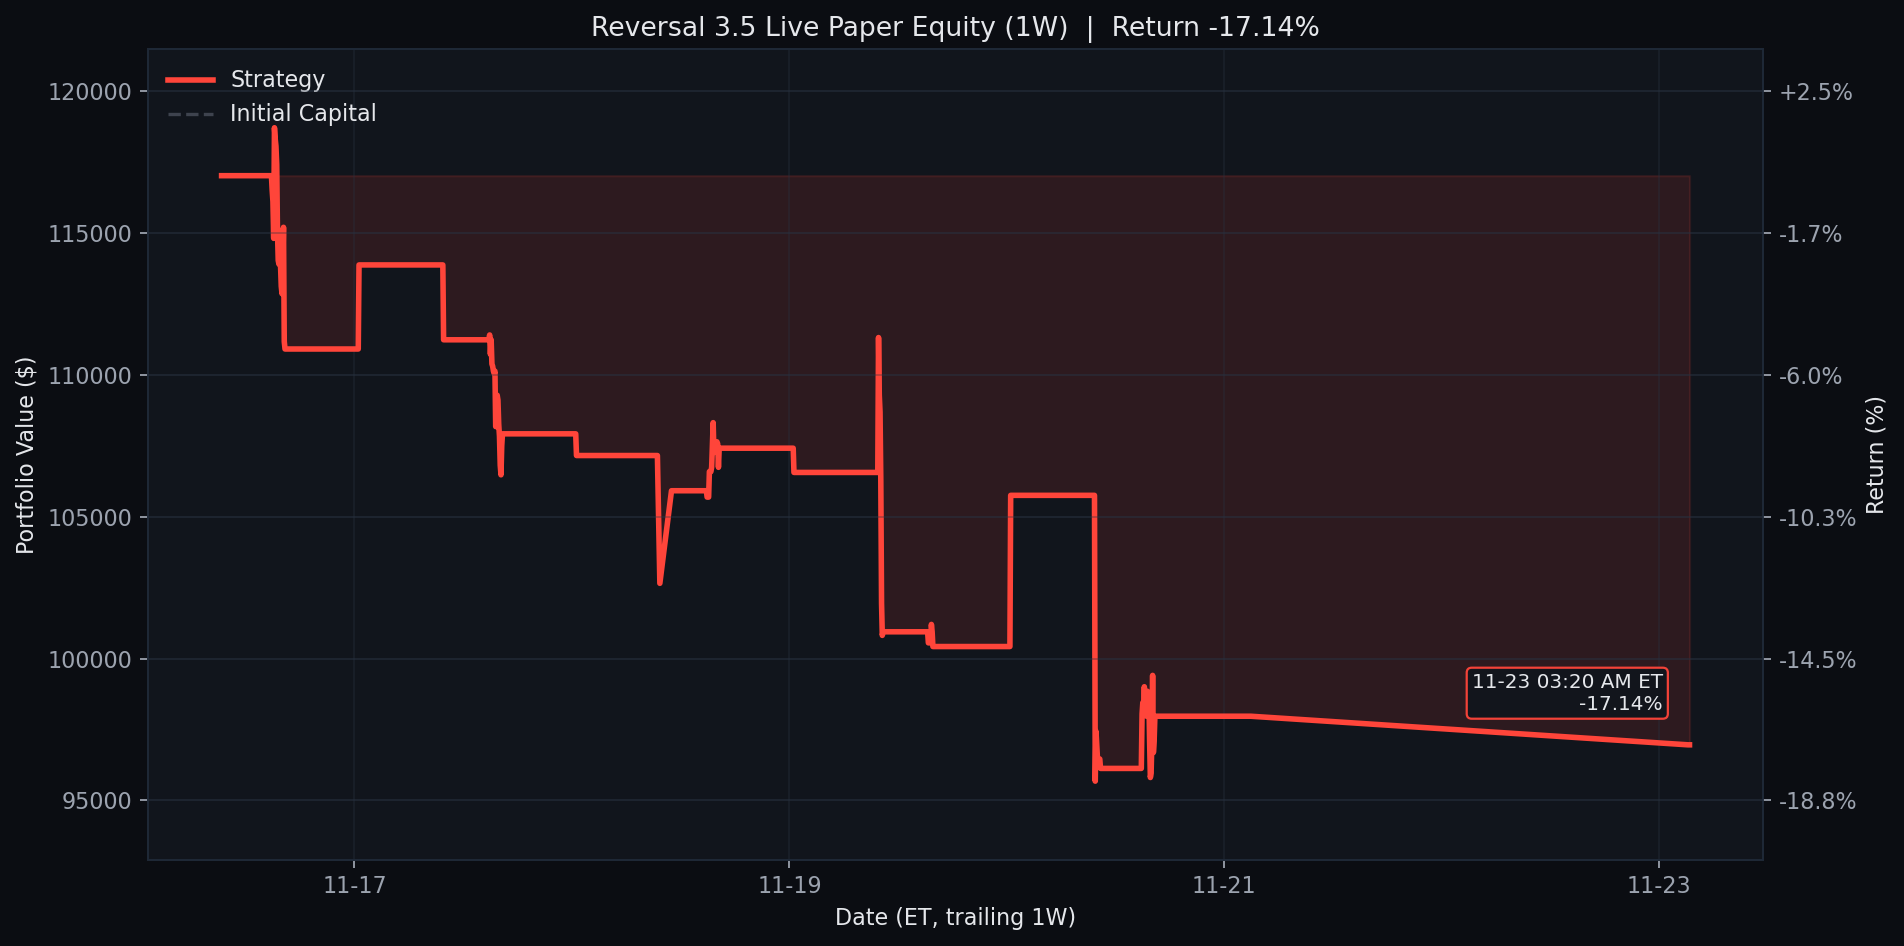 Reversal 3.5 Live Paper Equity (1W)  |  Return -17.14%
Strategy
Initial Capital
120000
115000
110000
105000
100000
95000
Portfolio Value ($)
+2.5%
-1.7%
-6.0%
-10.3%
-14.5%
-18.8%
Return (%)
11-23 03:20 AM ET
-17.14%
11-17
11-19
11-21
11-23
Date (ET, trailing 1W)